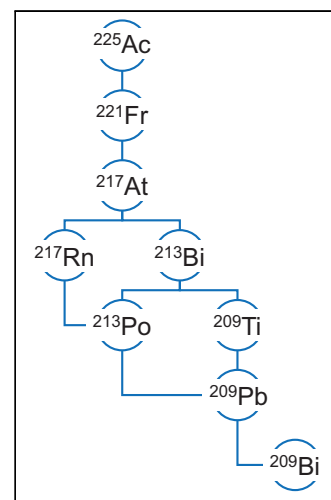 ²²⁵Ac
²²¹Fr
²¹⁷At
²¹⁷Rn ²¹³Bi
²¹³Po ²⁰⁹Ti
²⁰⁹Pb
²⁰⁹Bi